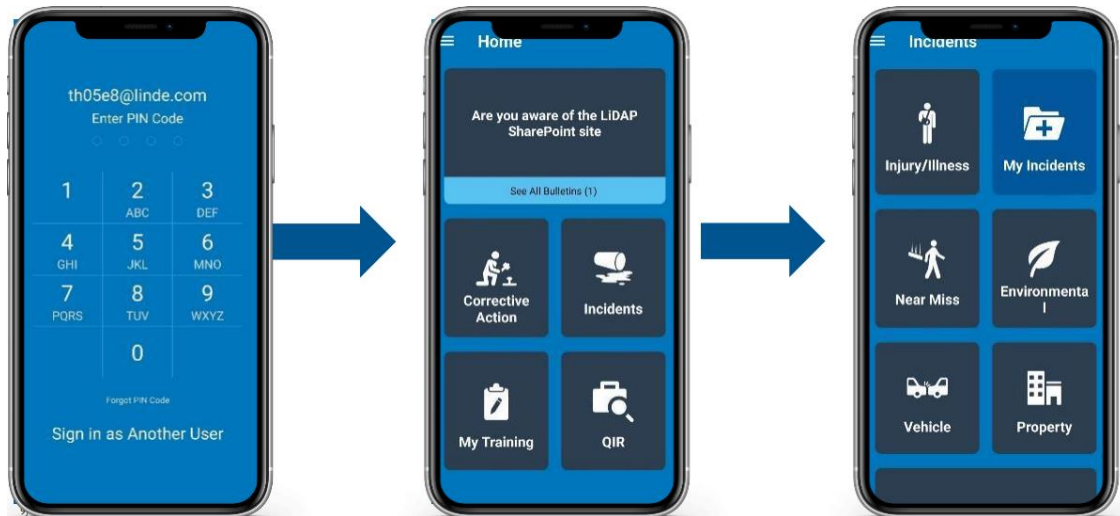 th05e8@linde.com
Enter PIN Code
1
2
ABC
3
DEF
4
GHI
5
JKL
6
MNO
7
PQRS
8
TUV
9
WXYZ
0
Forgot PIN Code
Sign in as Another User
Home
Are you aware of the LiDAP
SharePoint site
See All Bulletins (1)
Corrective
Action
Incidents
My Training
QIR
Incidents
Injury/Illness
My Incidents
Near Miss
Environmenta
l
Vehicle
Property